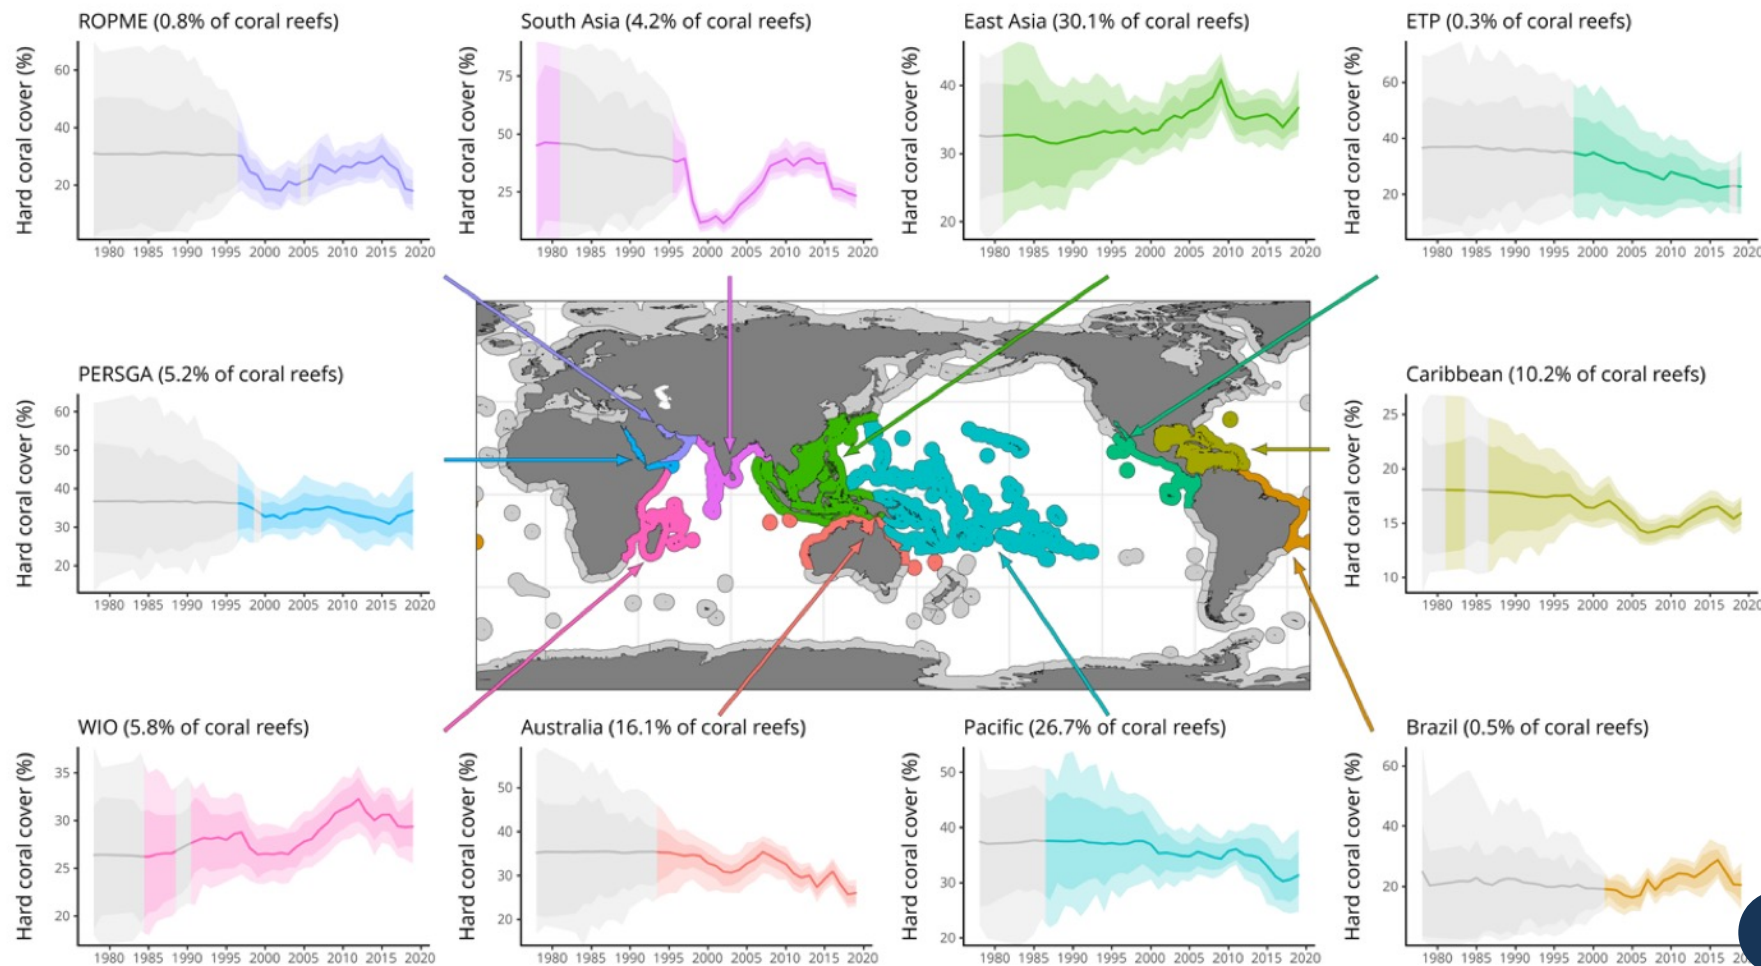 ROPME (0.8% of coral reefs)
Hard coral cover (%)
60
40
20
1980 1985 1990 1995 2000 2005 2010 2015 2020
South Asia (4.2% of coral reefs)
Hard coral cover (%)
75
50
25
1980 1985 1990 1995 2000 2005 2010 2015 2020
East Asia (30.1% of coral reefs)
Hard coral cover (%)
40
30
20
1980 1985 1990 1995 2000 2005 2010 2015 2020
ETP (0.3% of coral reefs)
Hard coral cover (%)
60
40
20
1980 1985 1990 1995 2000 2005 2010 2015 2020
PERSGA (5.2% of coral reefs)
Hard coral cover (%)
60
50
40
30
20
1980 1985 1990 1995 2000 2005 2010 2015 2020
Caribbean (10.2% of coral reefs)
Hard coral cover (%)
25
20
15
10
1980 1985 1990 1995 2000 2005 2010 2015 2020
WIO (5.8% of coral reefs)
Hard coral cover (%)
35
30
25
20
1980 1985 1990 1995 2000 2005 2010 2015 2020
Australia (16.1% of coral reefs)
Hard coral cover (%)
50
40
30
20
1980 1985 1990 1995 2000 2005 2010 2015 2020
Pacific (26.7% of coral reefs)
Hard coral cover (%)
50
40
30
20
1980 1985 1990 1995 2000 2005 2010 2015 2020
Brazil (0.5% of coral reefs)
Hard coral cover (%)
60
40
20
1980 1985 1990 1995 2000 2005 2010 2015